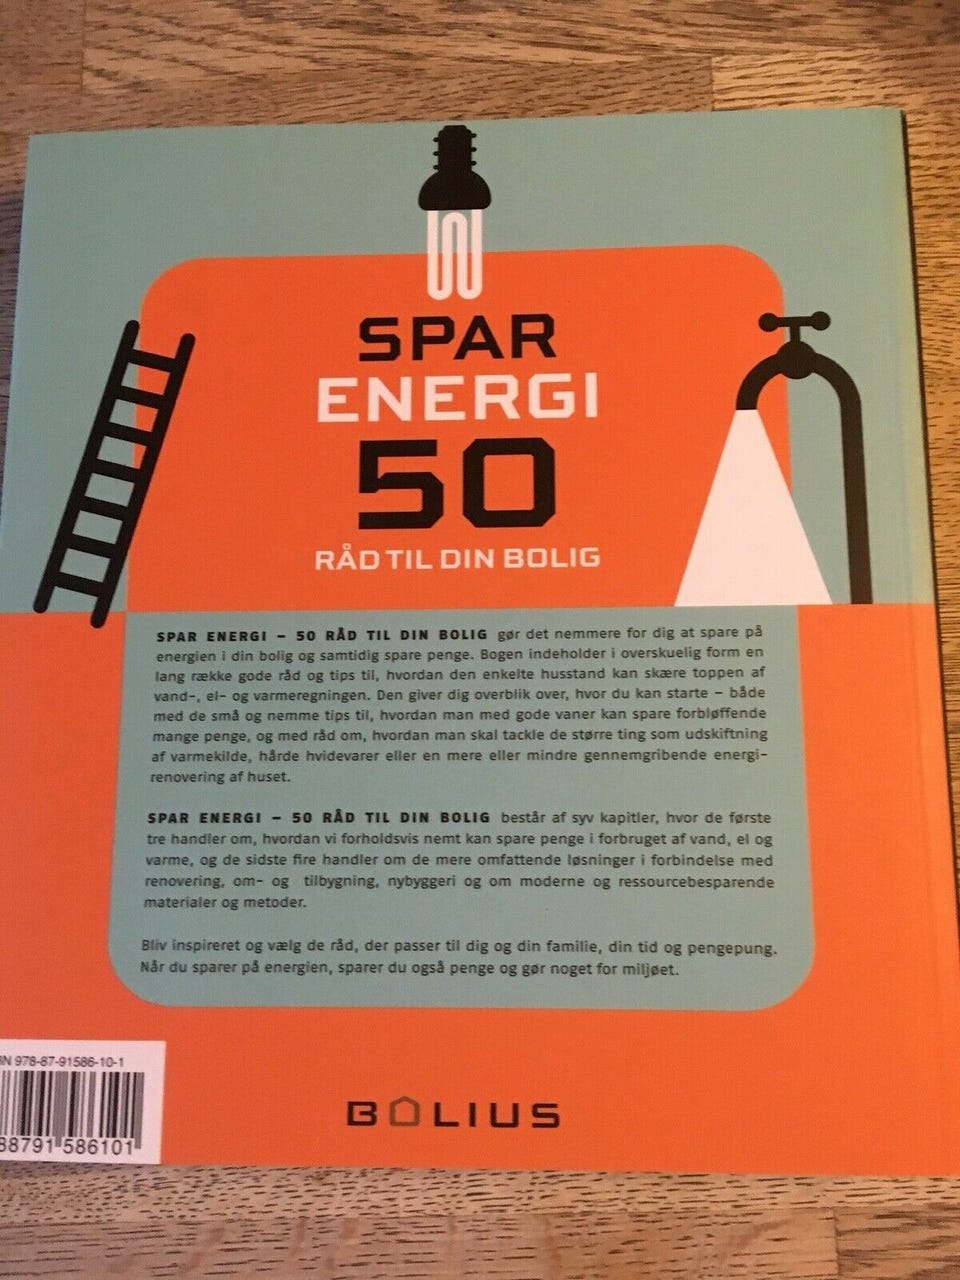 SPAR
ENERGI
50
RÅD TIL DIN BOLIG
SPAR ENERGI – 50 RÅD TIL DIN BOLIG gør det nemmere for dig at spare på
energien i din bolig og samtidig spare penge. Bogen indeholder i overskuelig form en
lang række gode råd og tips til, hvordan den enkelte husstand kan skære toppen af
vand-, el- og varmeregningen. Den giver dig overblik over, hvor du kan starte – både
med de små og nemme tips til, hvordan man med gode vaner kan spare forbløffende
mange penge, og med råd om, hvordan man skal tackle de større ting som udskiftning
af varmekilde, hårde hvidevarer eller en mere eller mindre gennemgribende energi-
renovering af huset.
SPAR ENERGI – 50 RÅD TIL DIN BOLIG består af syv kapitler, hvor de første
tre handler om, hvordan vi forholdsvis nemt kan spare penge i forbruget af vand, el og
varme, og de sidste fire handler om de mere omfattende løsninger i forbindelse med
renovering, om- og tilbygning, nybyggeri og om moderne og ressourcebesparende
materialer og metoder.
Bliv inspireret og vælg de råd, der passer til dig og din familie, din tid og pengepung.
Når du sparer på energien, sparer du også penge og gør noget for miljøet.
BN 978-87-91586-10-1
88791 586101
BOLIUS